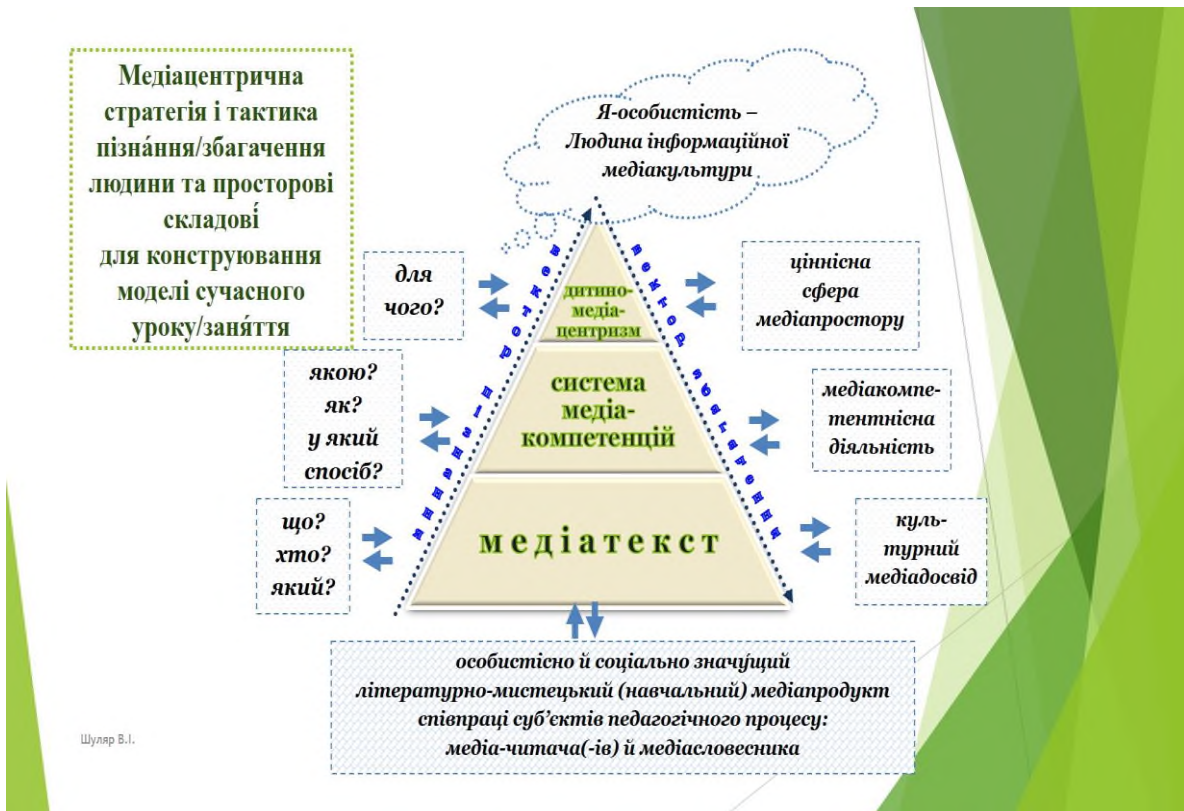 Медіацентрична
стратегія і тактика
пізна́ння/збагачення
людини та просторові
складові́
для конструювання
моделі сучасного
уроку/заня́ття
Я-особистість –
Людина інформаційної
медіакультури
для
чого?
дитино-
медіа-
центризм
ціннісна
сфера
медіапростору
якою?
як?
у який
спосіб?
система
медіа-
компетенцій
медіакомпе-
тентнісна
діяльність
що?
хто?
який?
медіатекст
куль-
турний
медіадосвід
особистісно й соціально значу́щий
літературно-мистецький (навчальний) медіапродукт
співпраці суб’єктів педагогічного процесу:
медіа-читача(-ів) й медіасловесника
Шуляр В.І.